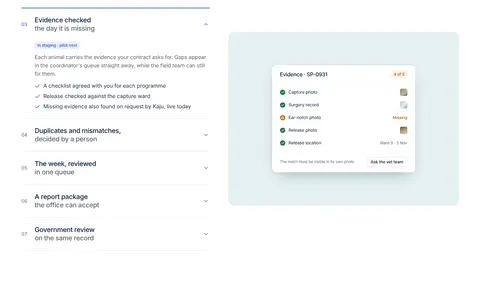 03 Evidence checked
the day it is missing
In staging · pilot next
Each animal carries the evidence your contract asks for. Gaps appear
in the coordinator's queue straight away, while the field team can still
fix them.
A checklist agreed with you for each programme
Release checked against the capture ward
Missing evidence also found on request by Kaju, live today
04 Duplicates and mismatches,
decided by a person
05 The week, reviewed
in one queue
06 A report package
the office can accept
07 Government review
on the same record
Evidence · SP-0931 4 of 5
Capture photo
Surgery record
Ear-notch photo Missing
Release photo
Release location Ward 9 · 5 Nov
The notch must be visible in its own photo Ask the vet team